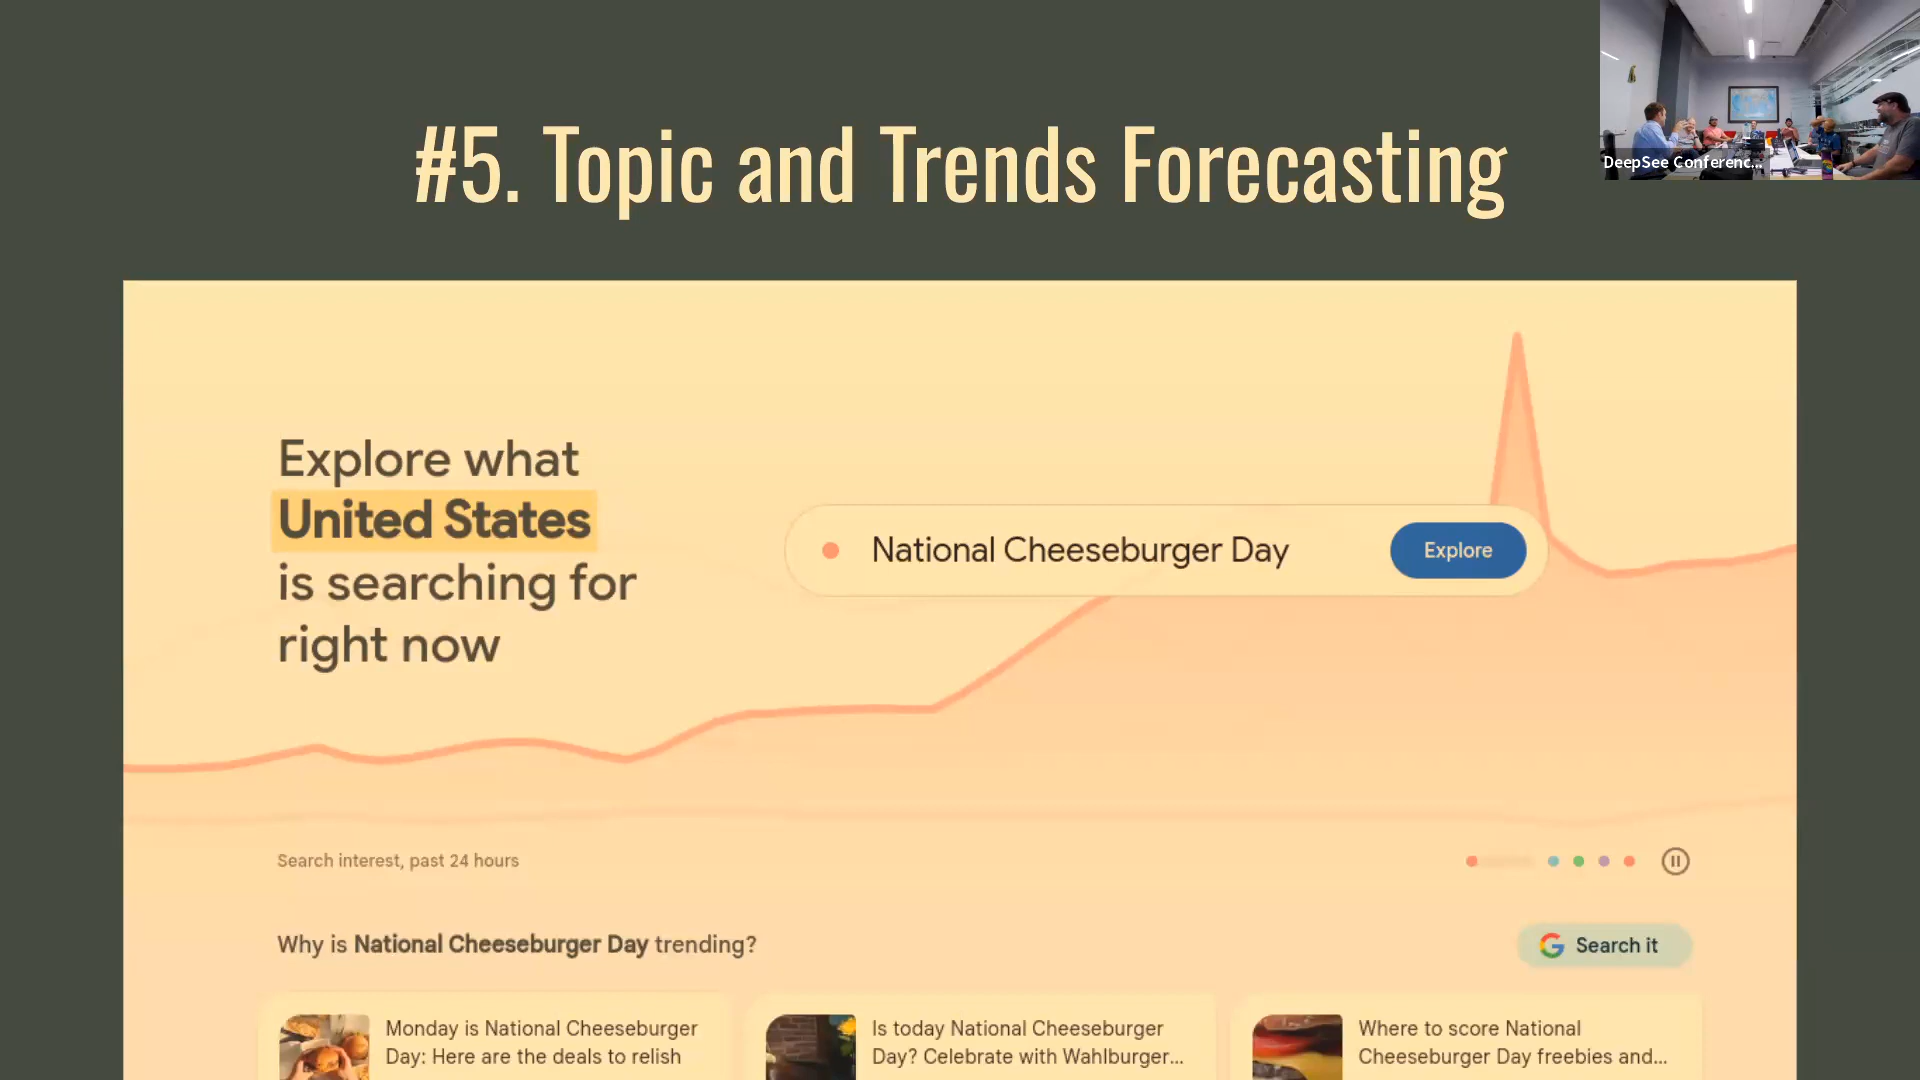 #5. Topic and Trends Forecasting
DeepSee Conferenc...
Explore what
United States
is searching for
right now
National Cheeseburger Day
Explore
Search interest, past 24 hours
Why is National Cheeseburger Day trending?
Search it
Monday is National Cheeseburger
Day: Here are the deals to relish
Is today National Cheeseburger
Day? Celebrate with Wahlburger...
Where to score National
Cheeseburger Day freebies and...